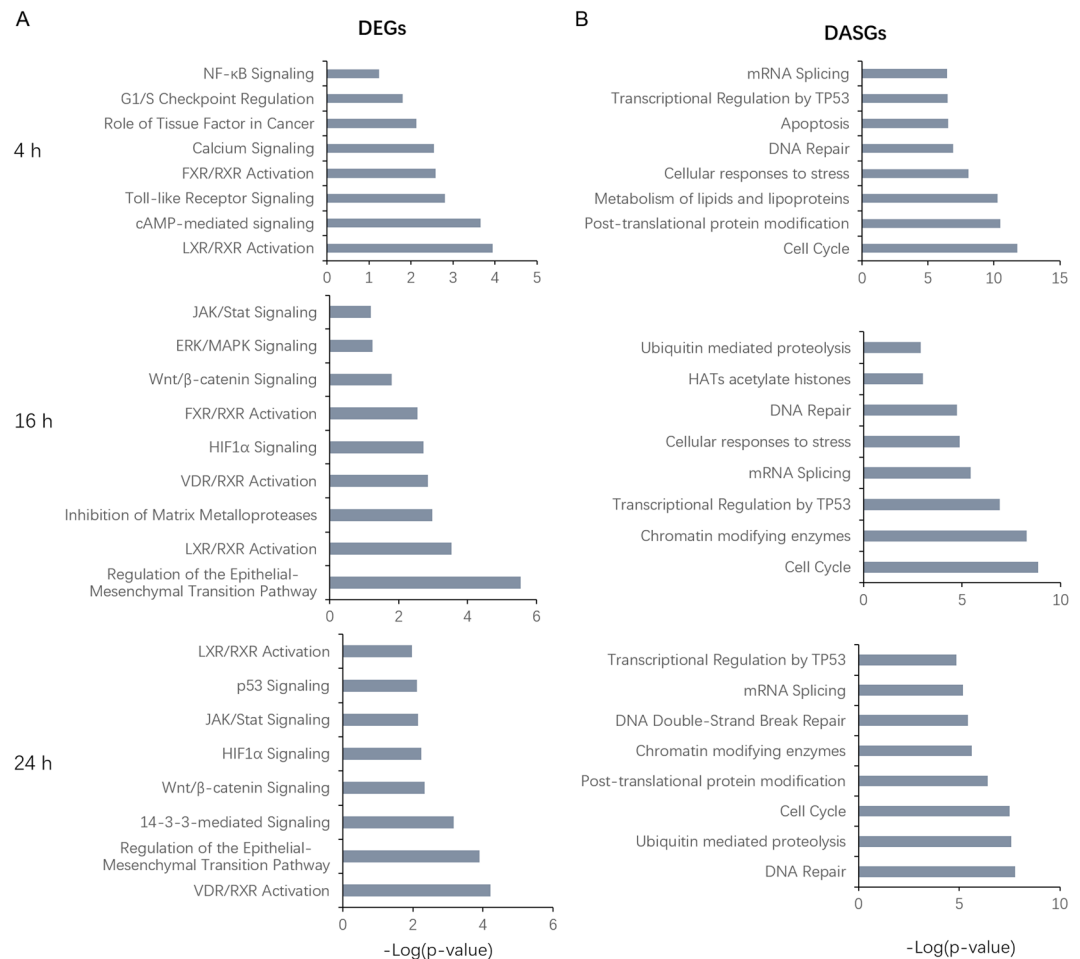 A
DEGs
4 h
NF-κB Signaling
G1/S Checkpoint Regulation
Role of Tissue Factor in Cancer
Calcium Signaling
FXR/RXR Activation
Toll-like Receptor Signaling
cAMP-mediated signaling
LXR/RXR Activation
0 1 2 3 4 5
16 h
JAK/Stat Signaling
ERK/MAPK Signaling
Wnt/β-catenin Signaling
FXR/RXR Activation
HIF1α Signaling
VDR/RXR Activation
Inhibition of Matrix Metalloproteases
LXR/RXR Activation
Regulation of the Epithelial-
Mesenchymal Transition Pathway
0 2 4 6
24 h
LXR/RXR Activation
p53 Signaling
JAK/Stat Signaling
HIF1α Signaling
Wnt/β-catenin Signaling
14-3-3-mediated Signaling
Regulation of the Epithelial-
Mesenchymal Transition Pathway
VDR/RXR Activation
0 2 4 6
-Log(p-value)
B
DASGs
mRNA Splicing
Transcriptional Regulation by TP53
Apoptosis
DNA Repair
Cellular responses to stress
Metabolism of lipids and lipoproteins
Post-translational protein modification
Cell Cycle
0 5 10 15
Ubiquitin mediated proteolysis
HATs acetylate histones
DNA Repair
Cellular responses to stress
mRNA Splicing
Transcriptional Regulation by TP53
Chromatin modifying enzymes
Cell Cycle
0 5 10
Transcriptional Regulation by TP53
mRNA Splicing
DNA Double-Strand Break Repair
Chromatin modifying enzymes
Post-translational protein modification
Cell Cycle
Ubiquitin mediated proteolysis
DNA Repair
0 5 10
-Log(p-value)